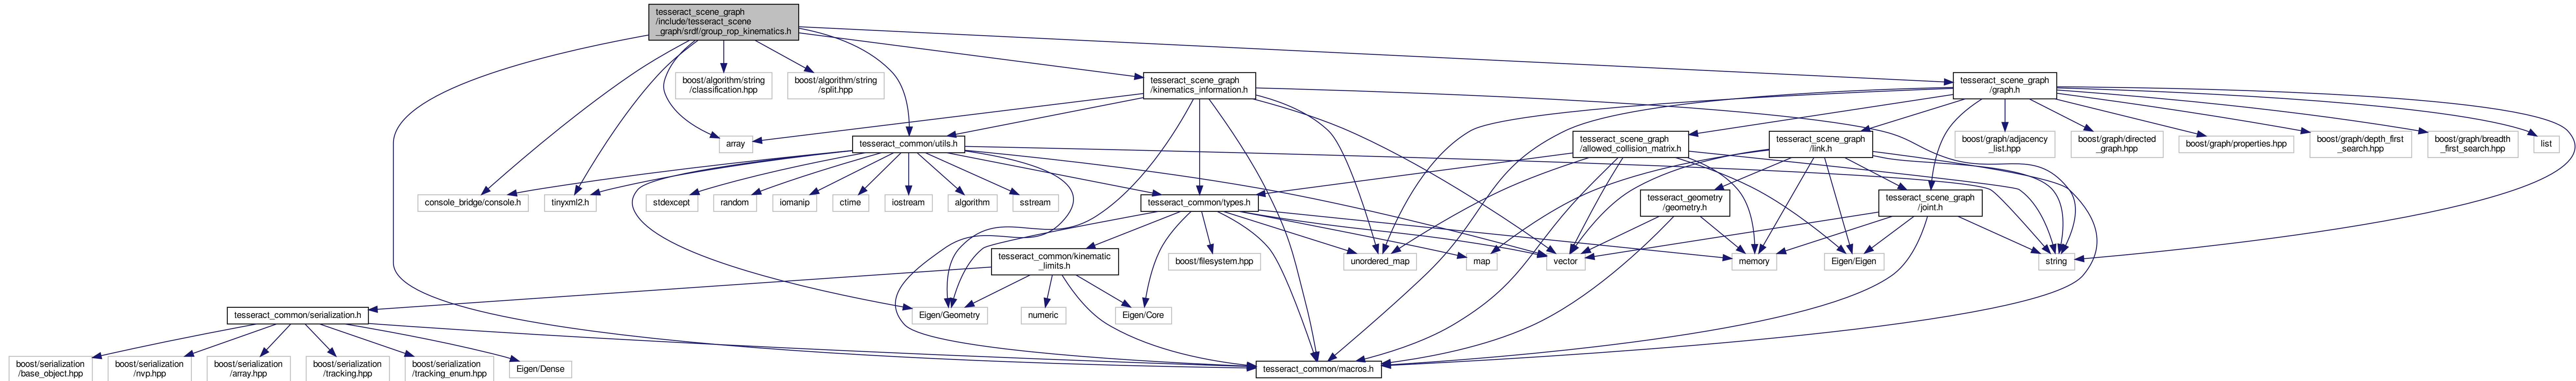 tesseract_scene_graph
/include/tesseract_scene
_graph/srdf/group_rop_kinematics.h
boost/algorithm/string
/classification.hpp
boost/algorithm/string
/split.hpp
tesseract_scene_graph
/kinematics_information.h
tesseract_scene_graph
/graph.h
array
tesseract_common/utils.h
tesseract_scene_graph
/allowed_collision_matrix.h
tesseract_scene_graph
/link.h
boost/graph/adjacency
_list.hpp
boost/graph/directed
_graph.hpp
boost/graph/properties.hpp
boost/graph/depth_first
_search.hpp
boost/graph/breadth
_first_search.hpp
list
console_bridge/console.h
tinyxml2.h
stdexcept
random
iomanip
ctime
iostream
algorithm
sstream
tesseract_common/types.h
tesseract_geometry
/geometry.h
tesseract_scene_graph
/joint.h
tesseract_common/kinematic
_limits.h
boost/filesystem.hpp
unordered_map
map
vector
memory
Eigen/Eigen
string
tesseract_common/serialization.h
Eigen/Geometry
numeric
Eigen/Core
boost/serialization
/base_object.hpp
boost/serialization
/nvp.hpp
boost/serialization
/array.hpp
boost/serialization
/tracking.hpp
boost/serialization
/tracking_enum.hpp
Eigen/Dense
tesseract_common/macros.h